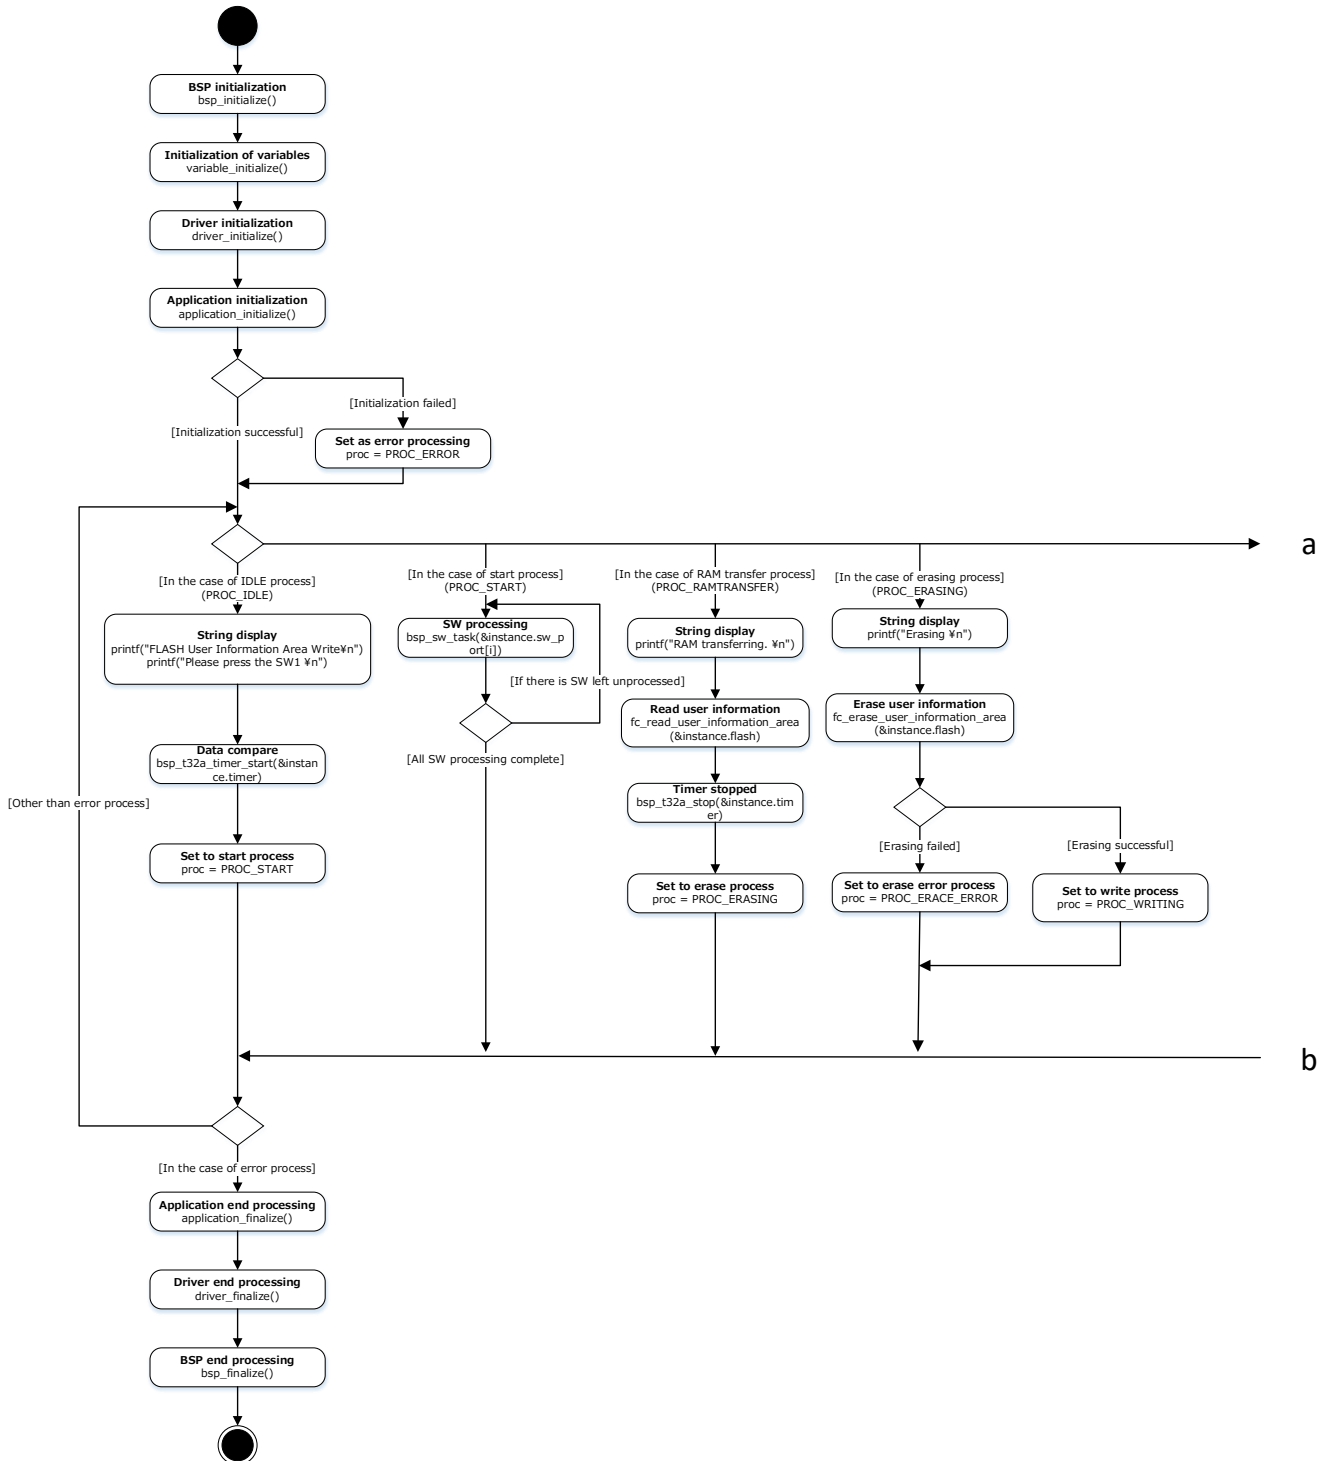 BSP initialization
bsp_initialize()
Initialization of variables
variable_initialize()
Driver initialization
driver_initialize()
Application initialization
application_initialize()
[Initialization failed]
[Initialization successful]
Set as error processing
proc = PROC_ERROR
a
[In the case of IDLE process]
(PROC_IDLE)
String display
printf("FLASH User Information Area Write¥n")
printf("Please press the SW1 ¥n")
Data compare
bsp_t32a_timer_start(&instan
ce.timer)
[Other than error process]
Set to start process
proc = PROC_START
[In the case of start process]
(PROC_START)
SW processing
bsp_sw_task(&instance.sw_p
ort[i])
[If there is SW left unprocessed]
[All SW processing complete]
[In the case of RAM transfer process]
(PROC_RAMTRANSFER)
String display
printf("RAM transferring. ¥n")
Read user information
fc_read_user_information_area
(&instance.flash)
Timer stopped
bsp_t32a_stop(&instance.tim
er)
Set to erase process
proc = PROC_ERASING
[In the case of erasing process]
(PROC_ERASING)
String display
printf("Erasing ¥n")
Erase user information
fc_erase_user_information_area
(&instance.flash)
[Erasing failed]
[Erasing successful]
Set to erase error process
proc = PROC_ERACE_ERROR
Set to write process
proc = PROC_WRITING
b
[In the case of error process]
Application end processing
application_finalize()
Driver end processing
driver_finalize()
BSP end processing
bsp_finalize()